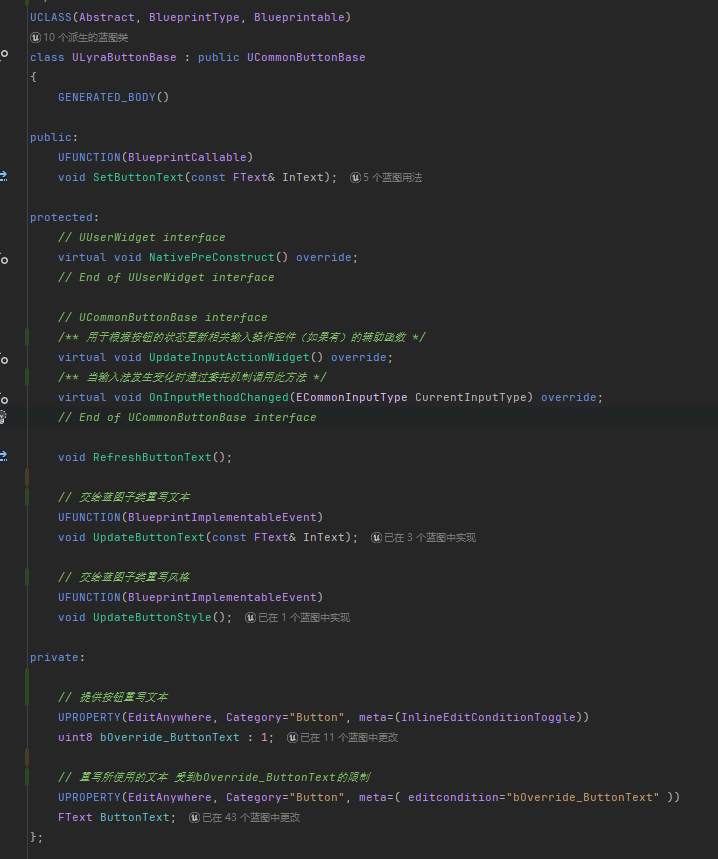 UCLASS(Abstract, BlueprintType, Blueprintable)
10 个派生的蓝图类
class ULyraButtonBase : public UCommonButtonBase
{
GENERATED_BODY()
public:
UFUNCTION(BlueprintCallable)
void SetButtonText(const FText& InText); 5 个蓝图用法
protected:
// UUserWidget interface
virtual void NativePreConstruct() override;
// End of UUserWidget interface
// UCommonButtonBase interface
/** 用于根据按钮的状态更新相关输入操作控件（如果有）的辅助函数 */
virtual void UpdateInputActionWidget() override;
/** 当输入法发生变化时通过委托机制调用此方法 */
virtual void OnInputMethodChanged(ECommonInputType CurrentInputType) override;
// End of UCommonButtonBase interface
void RefreshButtonText();
// 交给蓝图子类重写文本
UFUNCTION(BlueprintImplementableEvent)
void UpdateButtonText(const FText& InText); 已在 3 个蓝图中实现
// 交给蓝图子类重写风格
UFUNCTION(BlueprintImplementableEvent)
void UpdateButtonStyle(); 已在 1 个蓝图中实现
private:
// 提供按钮重写文本
UPROPERTY(EditAnywhere, Category="Button", meta=(InlineEditConditionToggle))
uint8 bOverride_ButtonText : 1; 已在 11 个蓝图中更改
// 重写所使用的文本 受到bOverride_ButtonText的限制
UPROPERTY(EditAnywhere, Category="Button", meta=( editcondition="bOverride_ButtonText" ))
FText ButtonText; 已在 43 个蓝图中更改
};